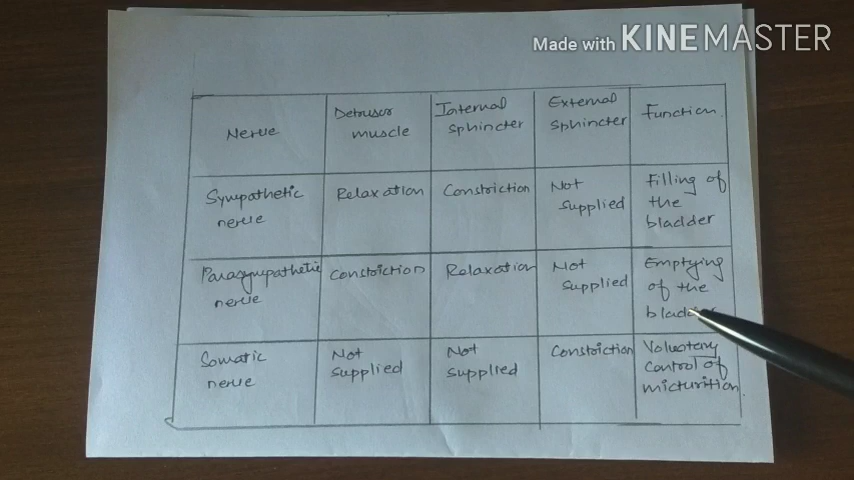 Made with KINEMASTER
Nerve
Detrusor
muscle
Internal
sphincter
External
sphincter
Function.
Sympathetic
nerve
Relaxation
Constriction
Not
supplied
Filling of
the
bladder
Parasympathetic
nerve
Constriction
Relaxation
Not
supplied
Emptying
of the
bladder
Somatic
nerve
Not
supplied
Not
supplied
Constriction
Voluntary
control of
micturition.